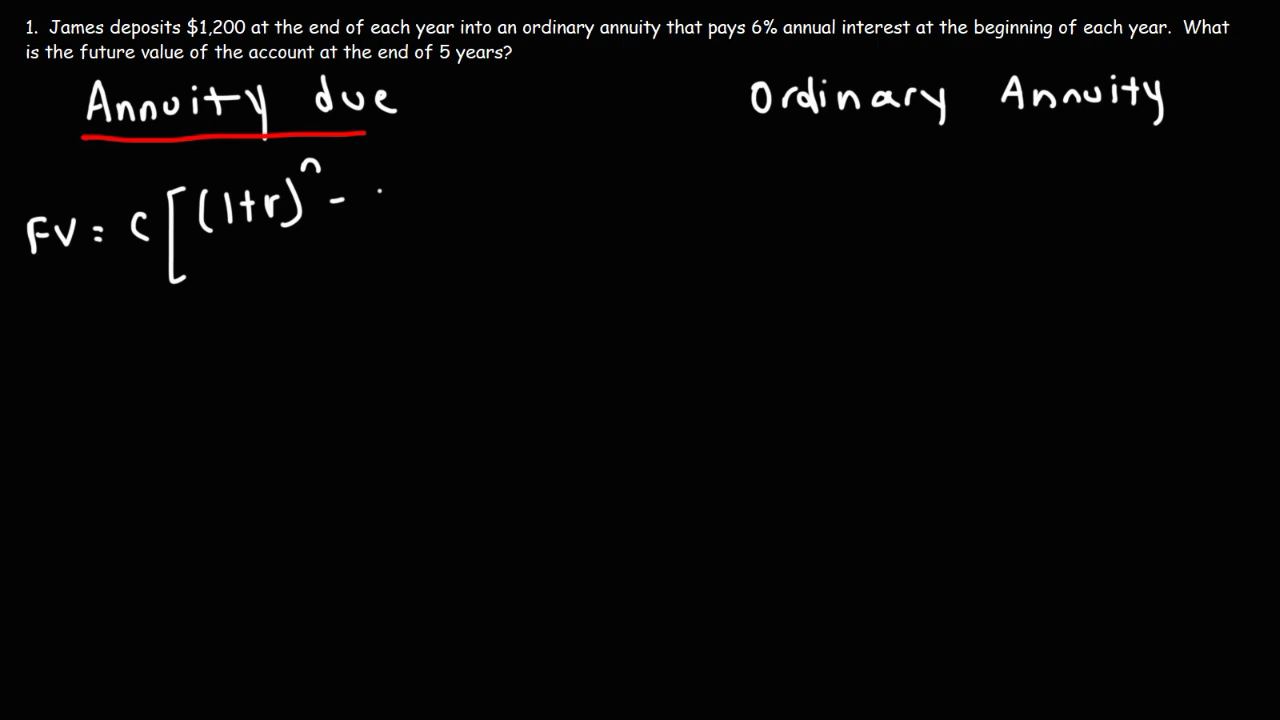 1. James deposits $1,200 at the end of each year into an ordinary annuity that pays 6% annual interest at the beginning of each year. What
is the future value of the account at the end of 5 years?
Annuity due
Ordinary Annuity
FV = C [ (1+r)^n -